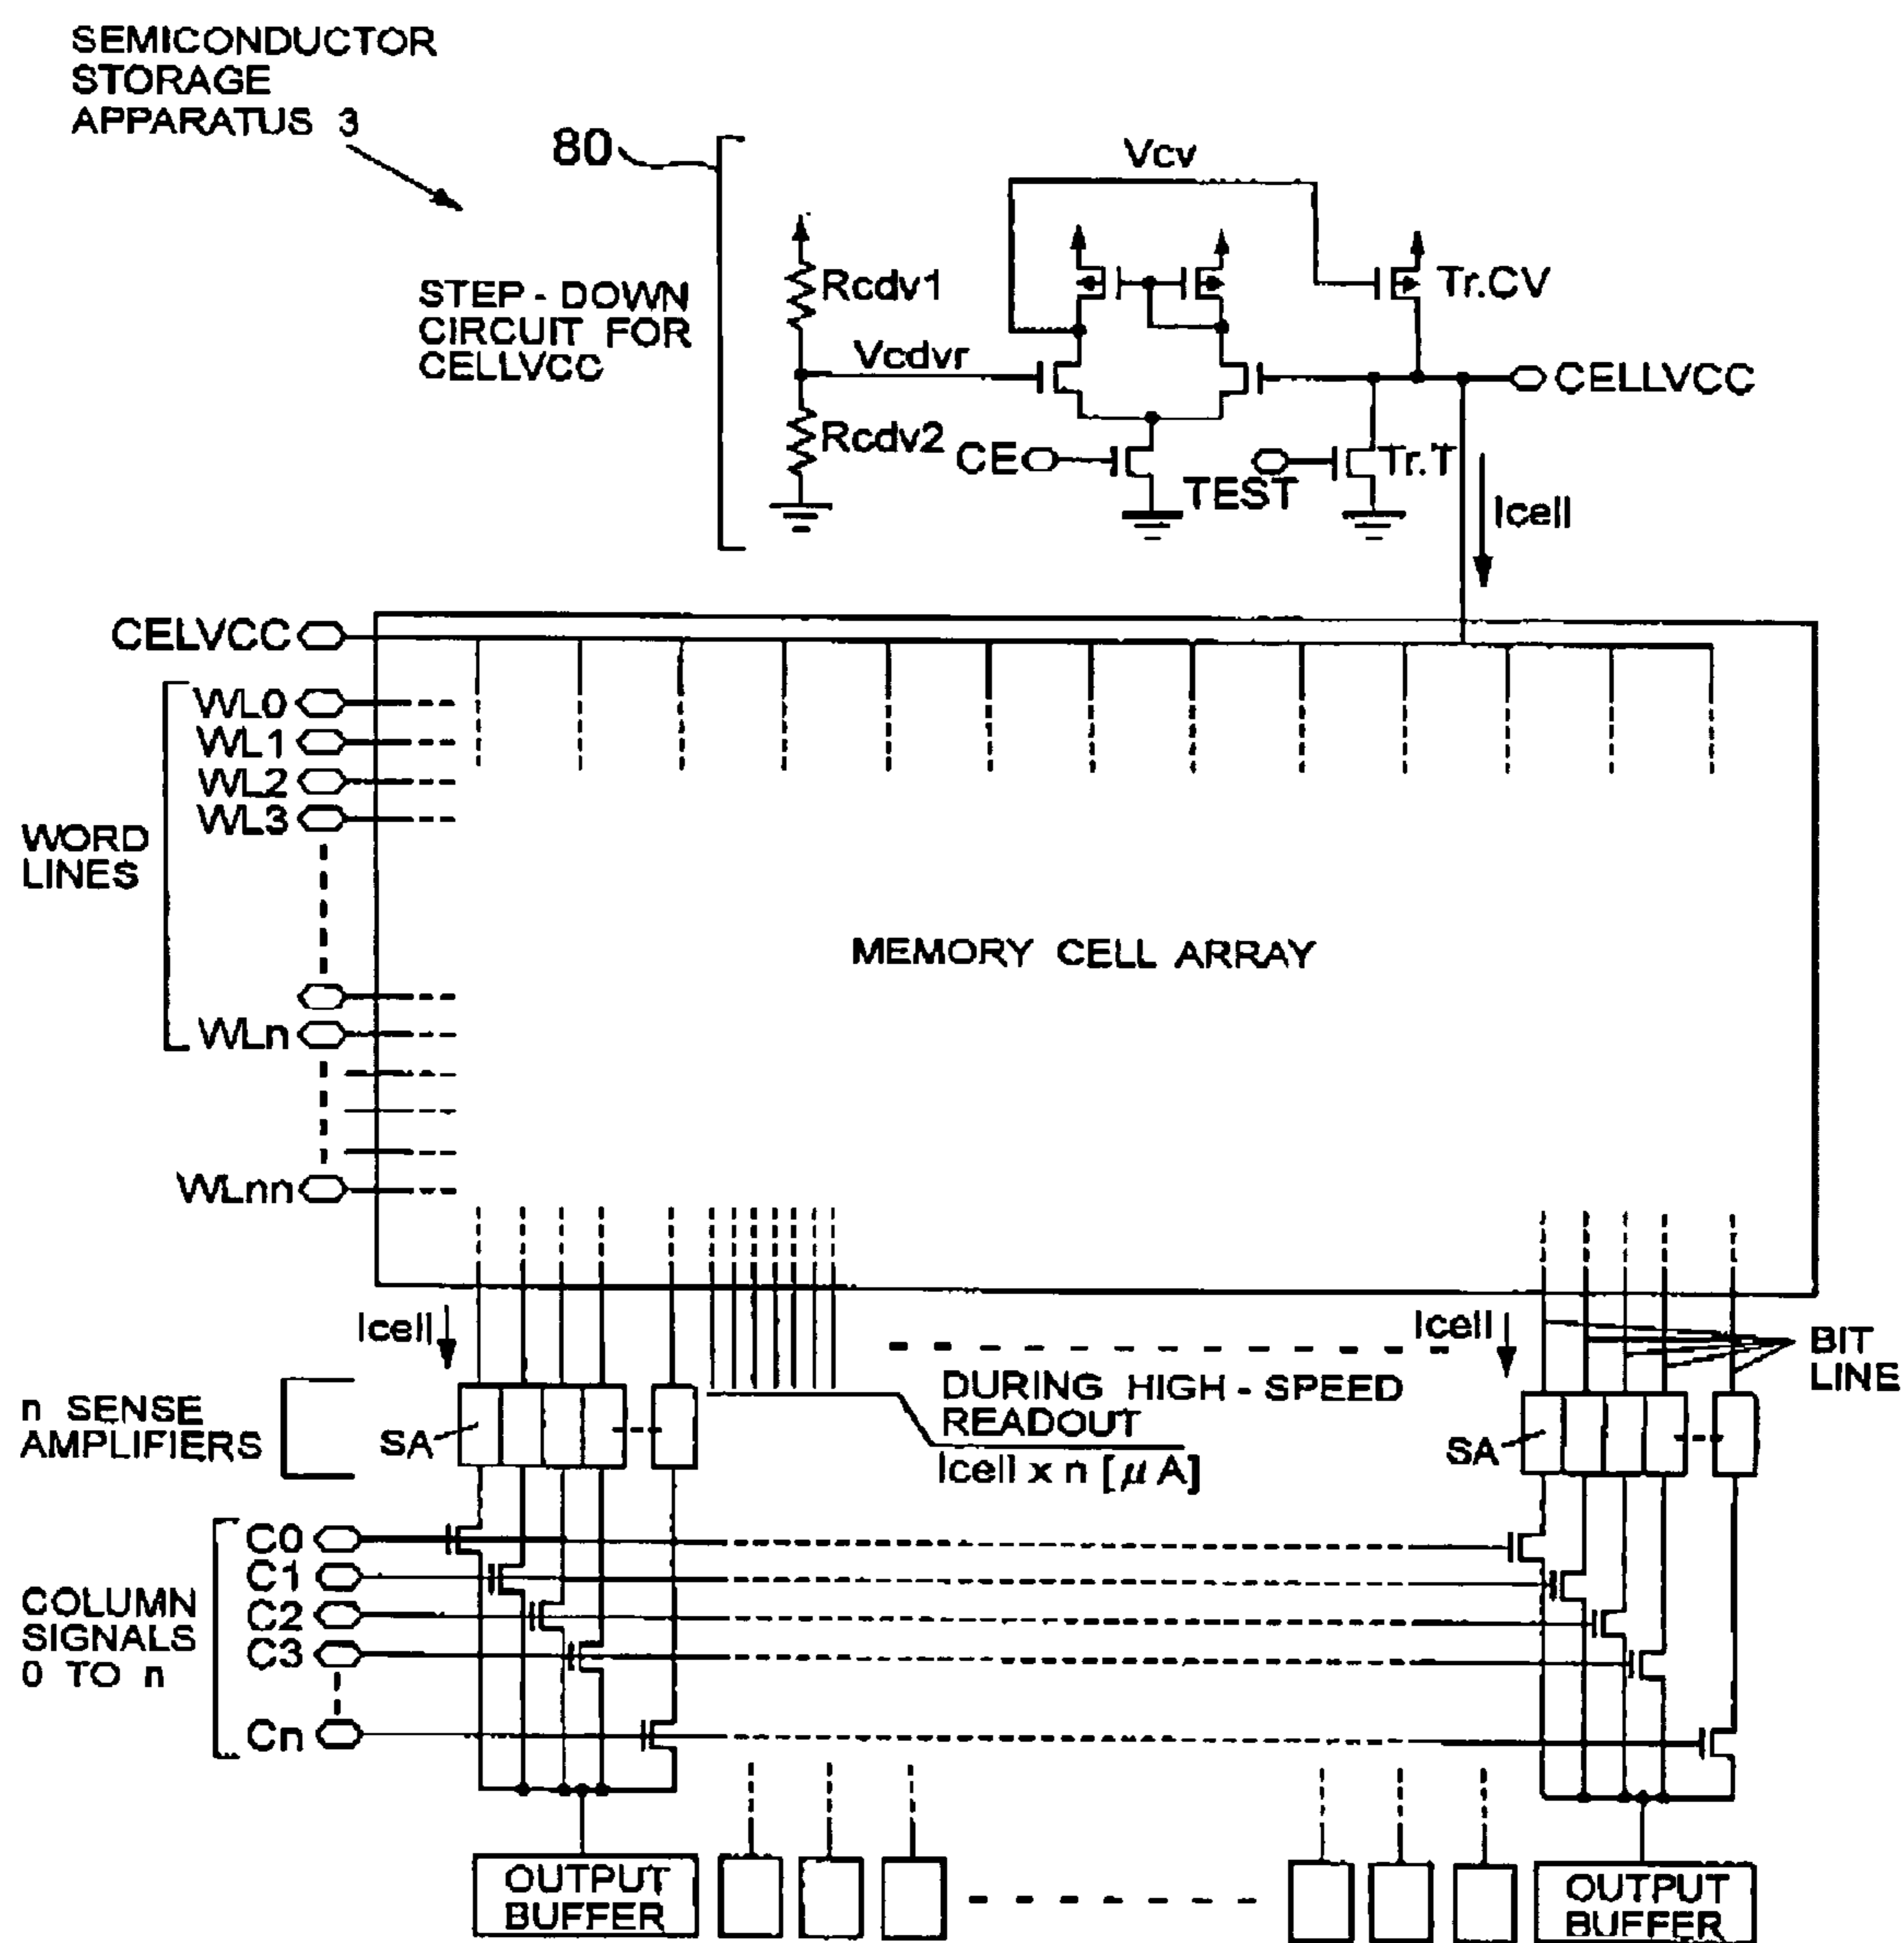 SEMICONDUCTOR
STORAGE
APPARATUS 3
80
STEP-DOWN
CIRCUIT FOR
CELLVCC
Vcv
Rcdv1
Tr.CV
Vcdvr
CELLVCC
Rcdv2
CE
TEST
Tr.T
Icell
CELVCC
WL0
WL1
WL2
WL3
WORD
LINES
MEMORY CELL ARRAY
WLn
WLnn
Icell
Icell
BIT
LINE
DURING HIGH-SPEED
READOUT
Icell x n [μA]
n SENSE
AMPLIFIERS
SA
SA
C0
C1
C2
C3
Cn
COLUMN
SIGNALS
0 TO n
OUTPUT
BUFFER
OUTPUT
BUFFER